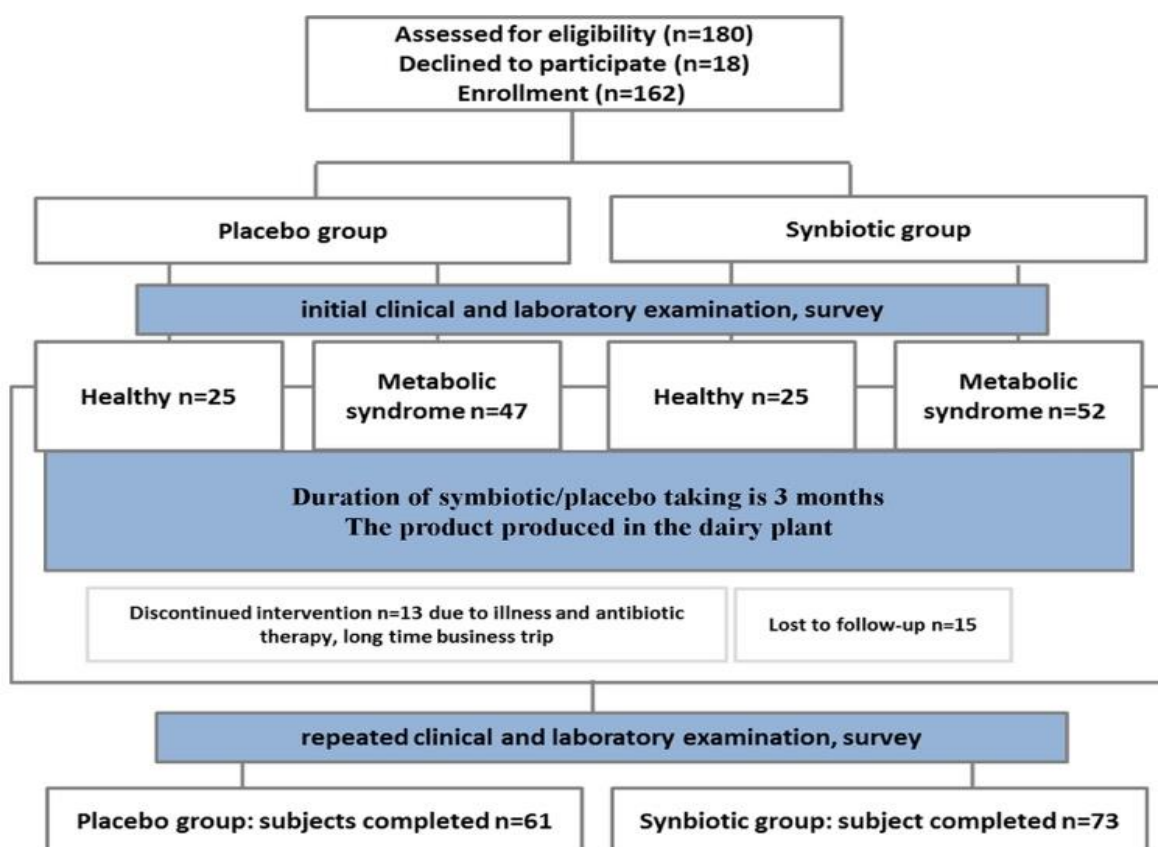 Assessed for eligibility (n=180)
Declined to participate (n=18)
Enrollment (n=162)
Placebo group
Synbiotic group
initial clinical and laboratory examination, survey
Healthy n=25
Metabolic
syndrome n=47
Healthy n=25
Metabolic
syndrome n=52
Duration of symbiotic/placebo taking is 3 months
The product produced in the dairy plant
Discontinued intervention n=13 due to illness and antibiotic
therapy, long time business trip
Lost to follow-up n=15
repeated clinical and laboratory examination, survey
Placebo group: subjects completed n=61
Synbiotic group: subject completed n=73